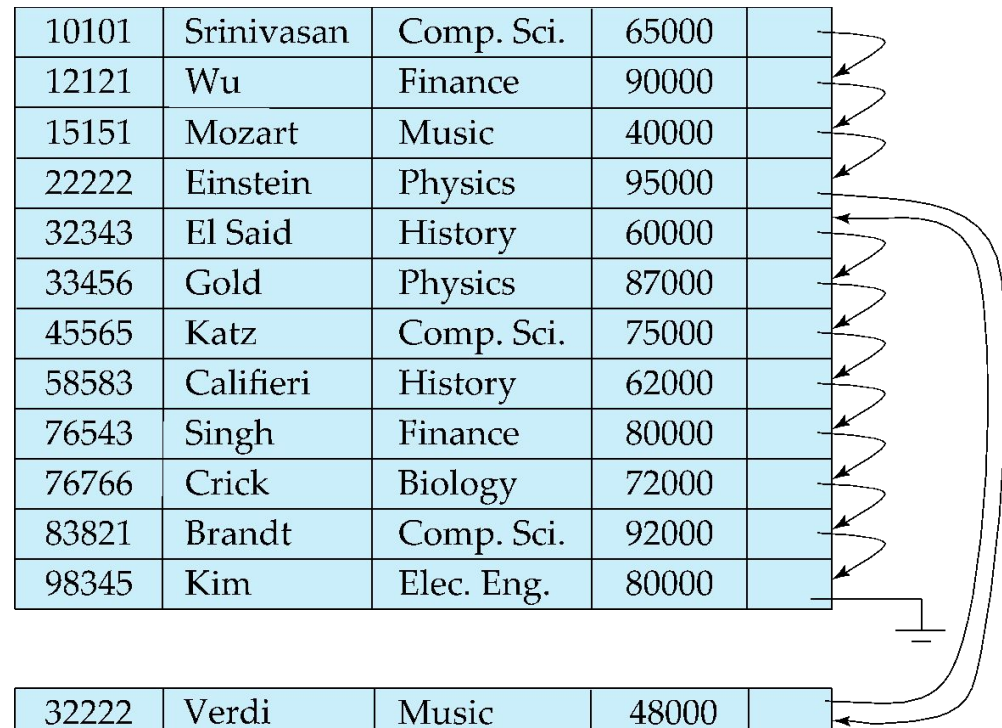 10101 Srinivasan Comp. Sci. 65000
12121 Wu Finance 90000
15151 Mozart Music 40000
22222 Einstein Physics 95000
32343 El Said History 60000
33456 Gold Physics 87000
45565 Katz Comp. Sci. 75000
58583 Califieri History 62000
76543 Singh Finance 80000
76766 Crick Biology 72000
83821 Brandt Comp. Sci. 92000
98345 Kim Elec. Eng. 80000
32222 Verdi Music 48000